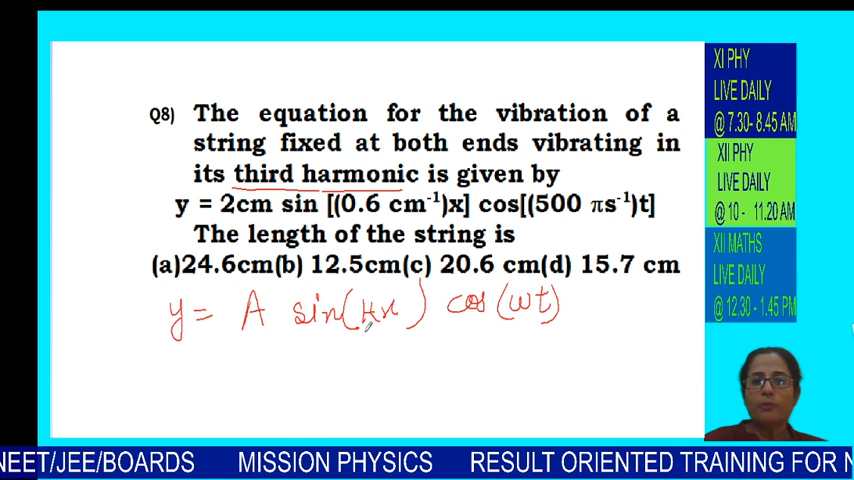 Q8) The equation for the vibration of a
string fixed at both ends vibrating in
its third harmonic is given by
y = 2cm sin [(0.6 cm⁻¹)x] cos[(500 πs⁻¹)t]
The length of the string is
(a)24.6cm(b) 12.5cm(c) 20.6 cm(d) 15.7 cm
y = A sin(kx) cos(ωt)
XI PHY
LIVE DAILY
@ 7.30- 8.45 AM
XII PHY
LIVE DAILY
@ 10 - 11.20 AM
XII MATHS
LIVE DAILY
@ 12.30 - 1.45 PM
NEET/JEE/BOARDS MISSION PHYSICS RESULT ORIENTED TRAINING FOR N